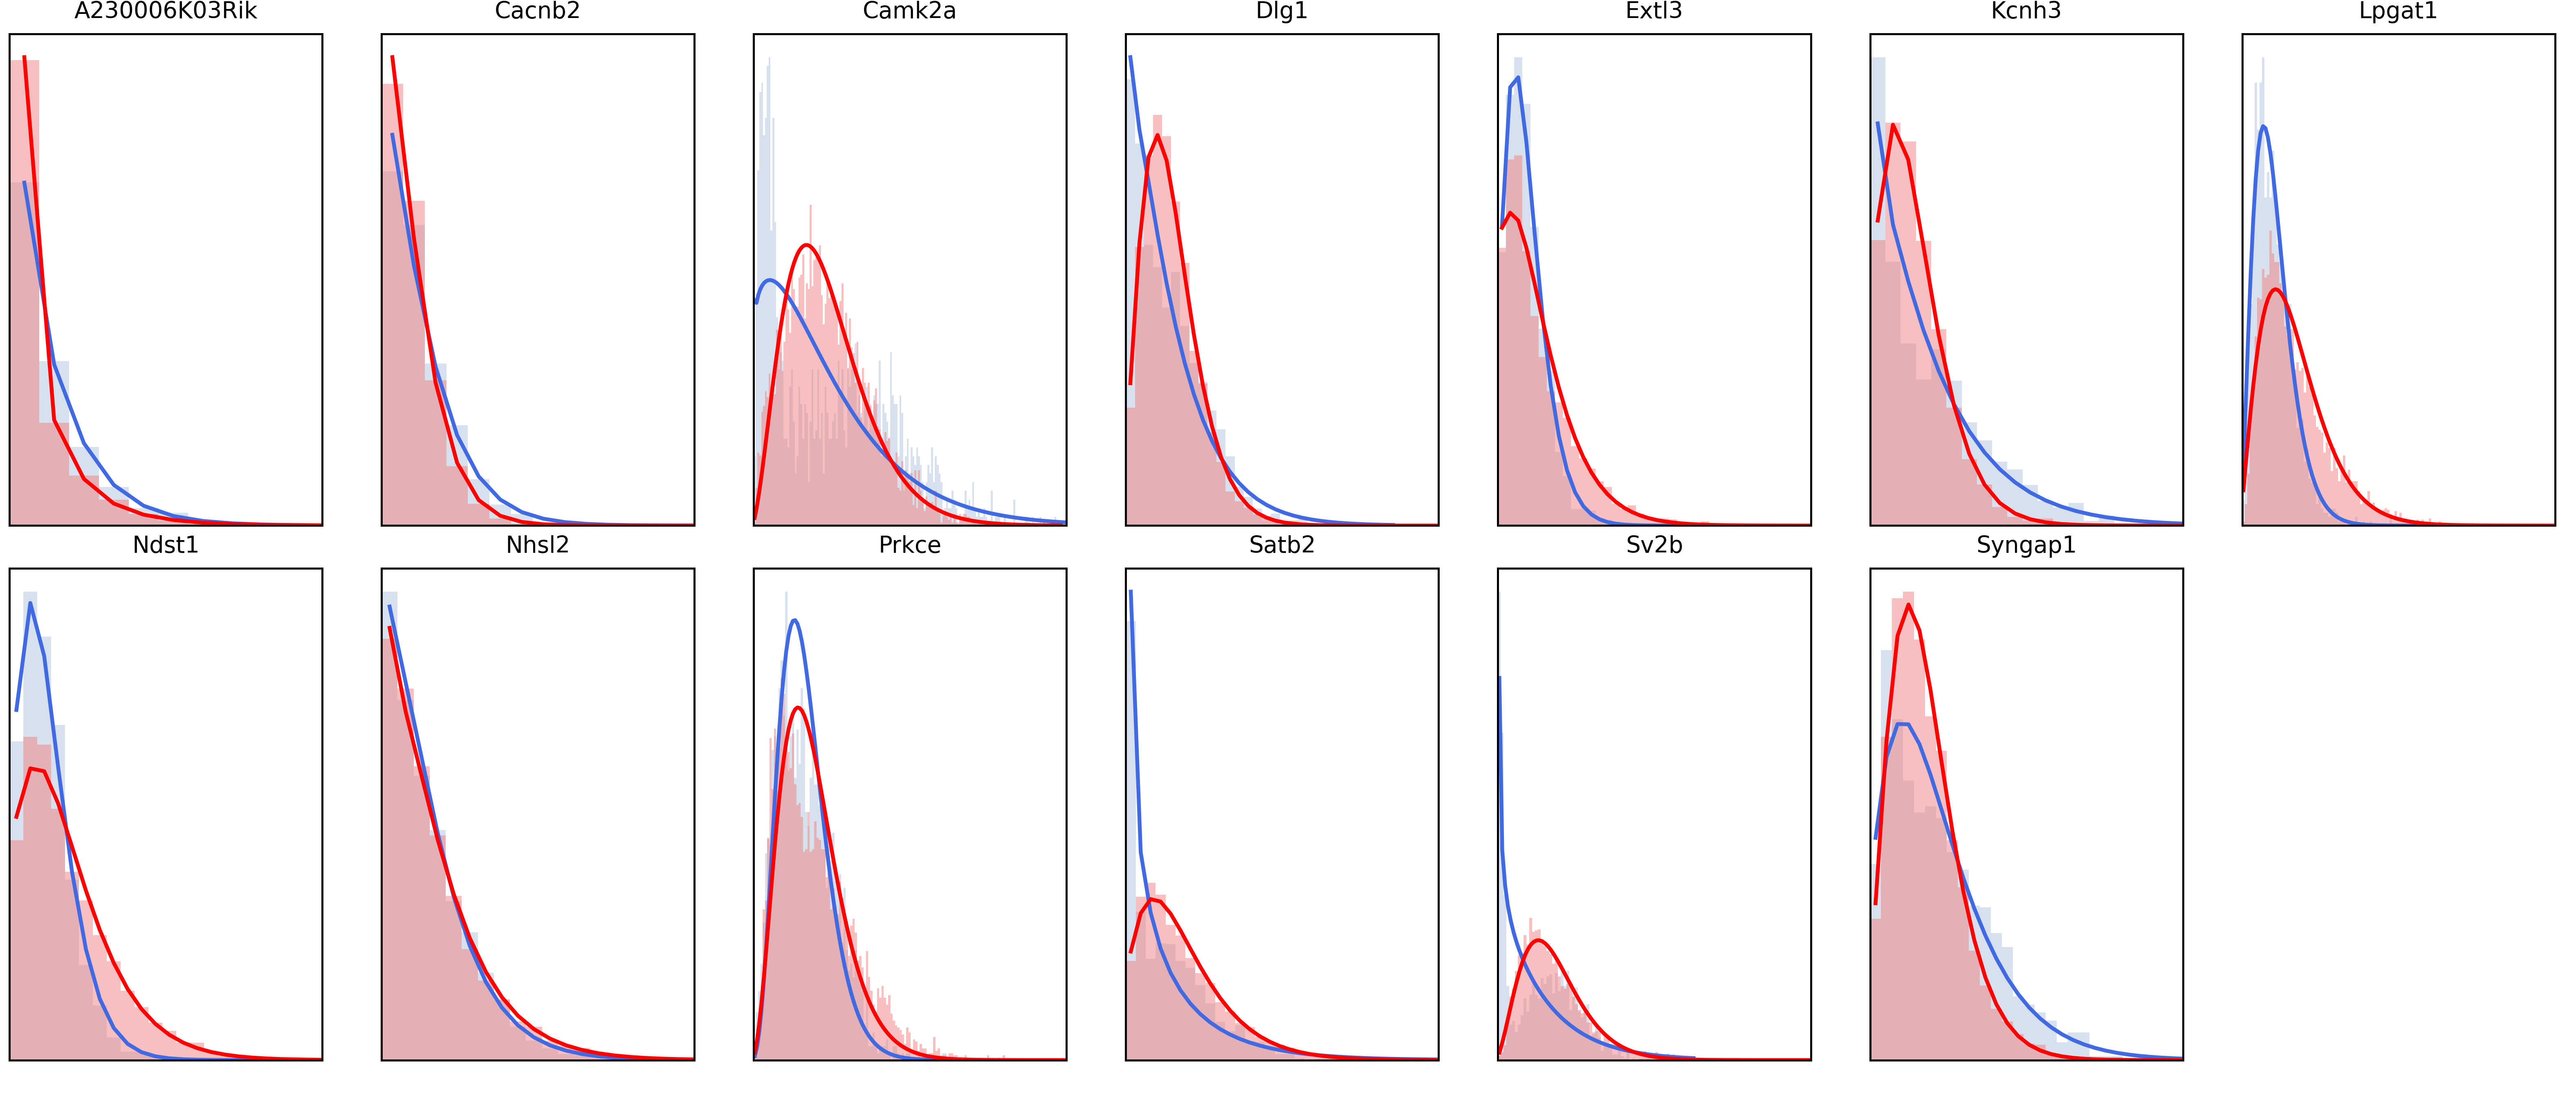 A230006K03Rik
Cacnb2
Camk2a
Dlg1
Extl3
Kcnh3
Lpgat1
Ndst1
Nhsl2
Prkce
Satb2
Sv2b
Syngap1